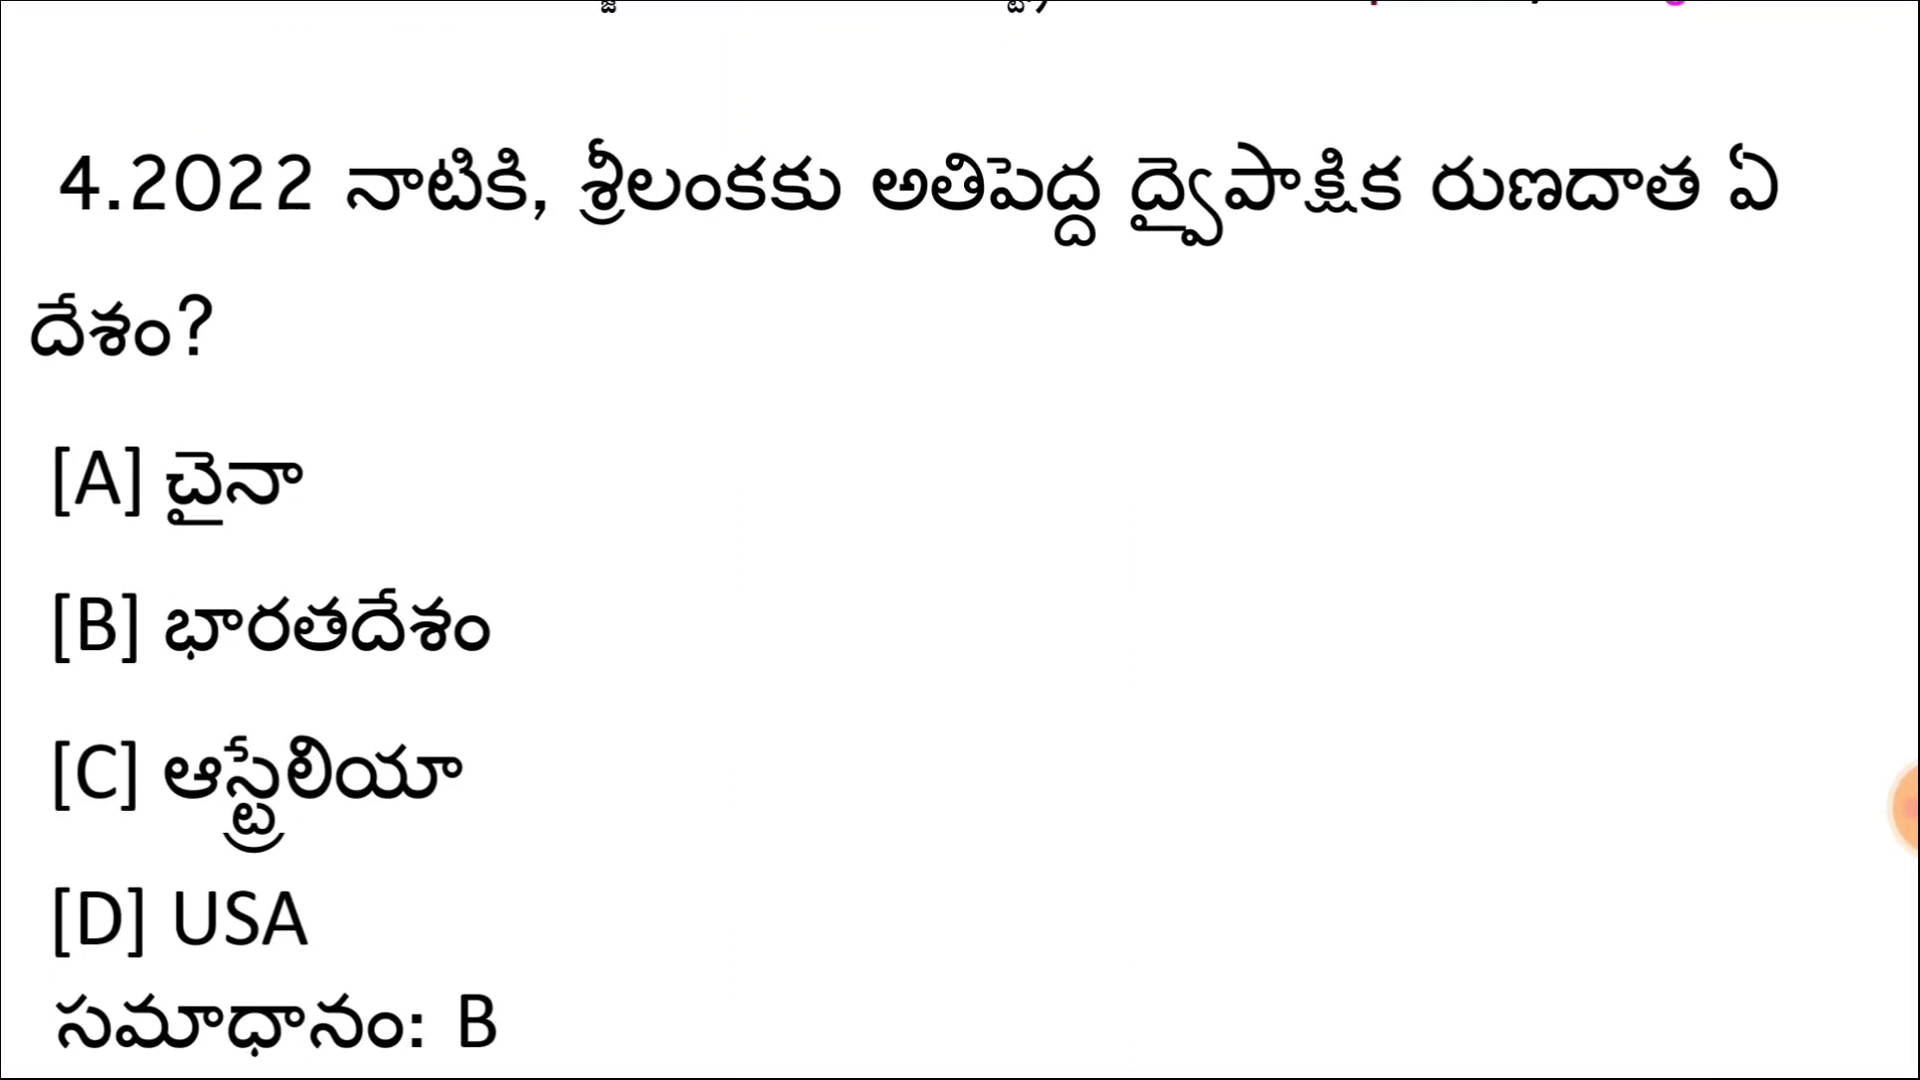 4.2022 నాటికి, శ్రీలంకకు అతిపెద్ద ద్వైపాక్షిక రుణదాత ఏ
దేశం?
[A] చైనా
[B] భారతదేశం
[C] ఆస్ట్రేలియా
[D] USA
సమాధానం: B